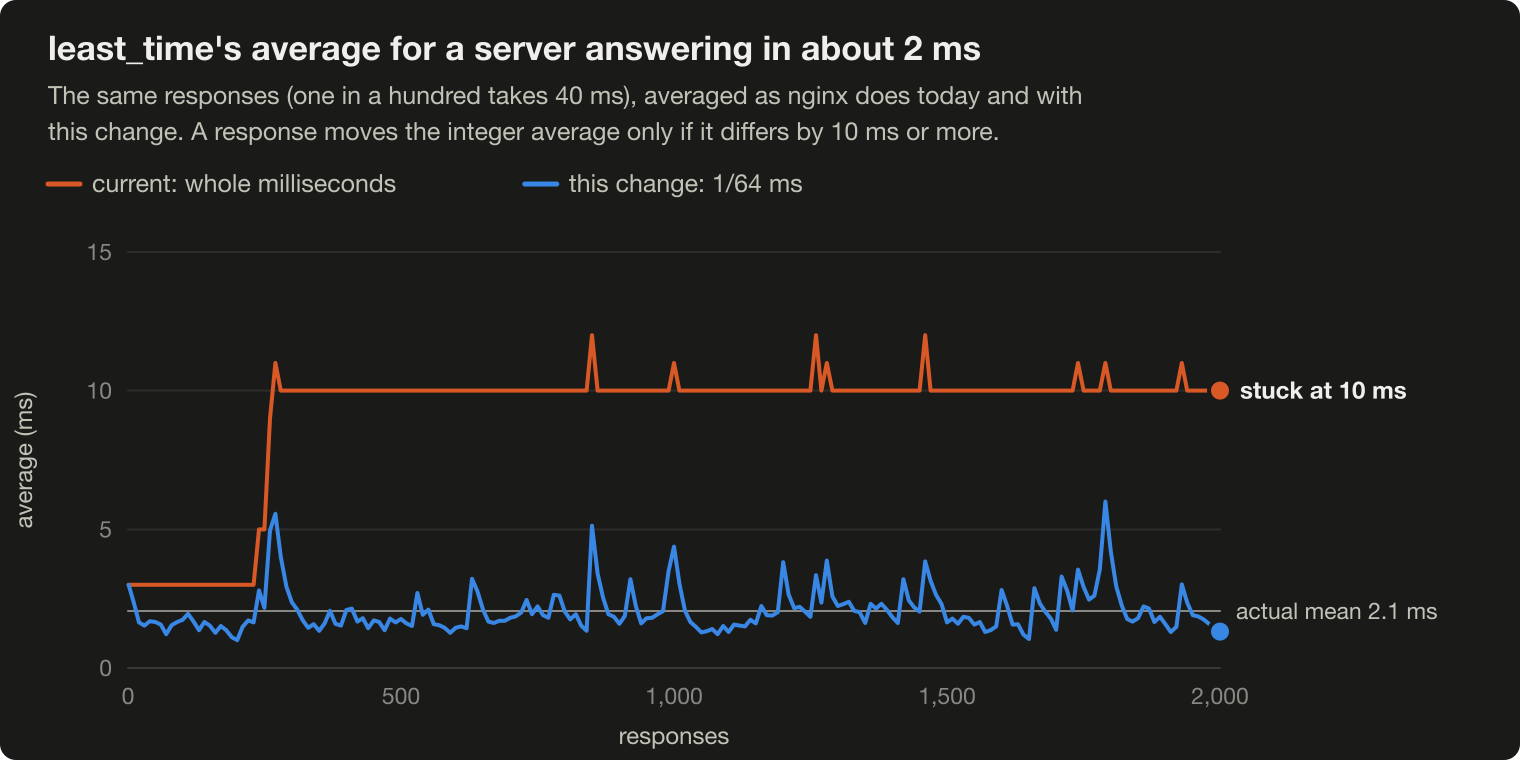 least_time's average for a server answering in about 2 ms
The same responses (one in a hundred takes 40 ms), averaged as nginx does today and with
this change. A response moves the integer average only if it differs by 10 ms or more.
current: whole milliseconds
this change: 1/64 ms
15
10
5
0
average (ms)
stuck at 10 ms
actual mean 2.1 ms
0
500
1,000
1,500
2,000
responses